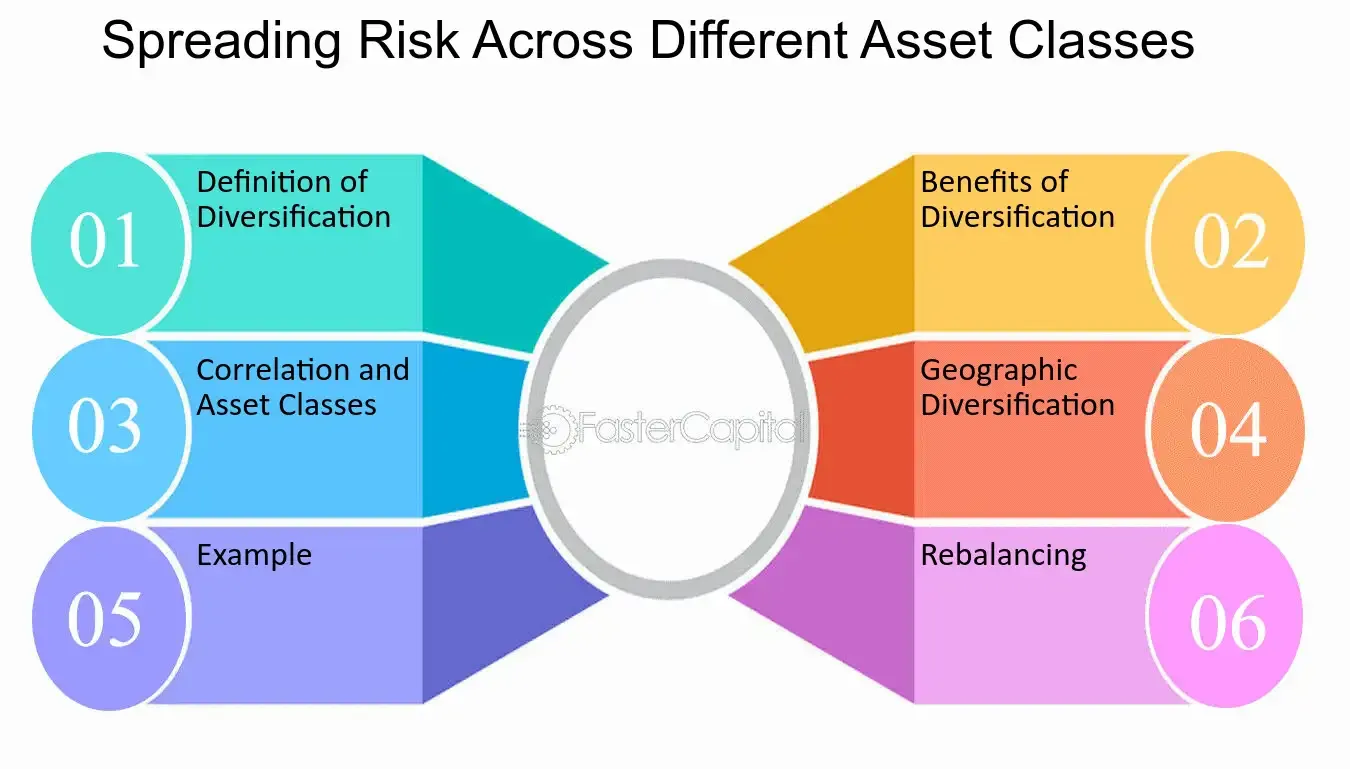 Spreading Risk Across Different Asset Classes
01
Definition of
Diversification
Benefits of
Diversification
02
03
Correlation and
Asset Classes
Geographic
Diversification
04
FasterCapital
05
Example
Rebalancing
06